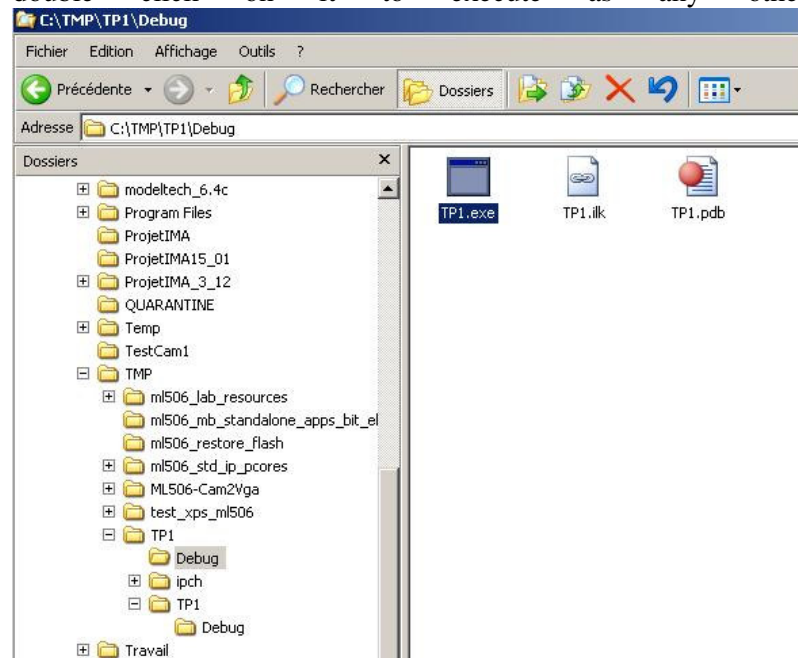 double click on it to execute as any othe
C:\TMP\TP1\Debug
Fichier Edition Affichage Outils ?
Précédente Rechercher Dossiers
Adresse C:\TMP\TP1\Debug
Dossiers
modeltech_6.4c
Program Files
ProjetIMA
ProjetIMA15_01
ProjetIMA_3_12
QUARANTINE
Temp
TestCam1
TMP
ml506_lab_resources
ml506_mb_standalone_apps_bit_el
ml506_restore_flash
ml506_std_ip_pcores
ML506-Cam2Vga
test_xps_ml506
TP1
Debug
ipch
TP1
Debug
Travail
TP1.exe TP1.ilk TP1.pdb